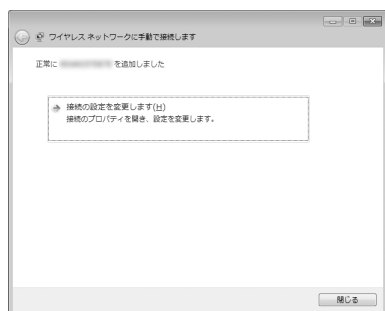 ワイヤレス ネットワークに手動で接続します
正常に を追加しました
接続の設定を変更します(H)
接続のプロパティを開き、設定を変更します。
閉じる